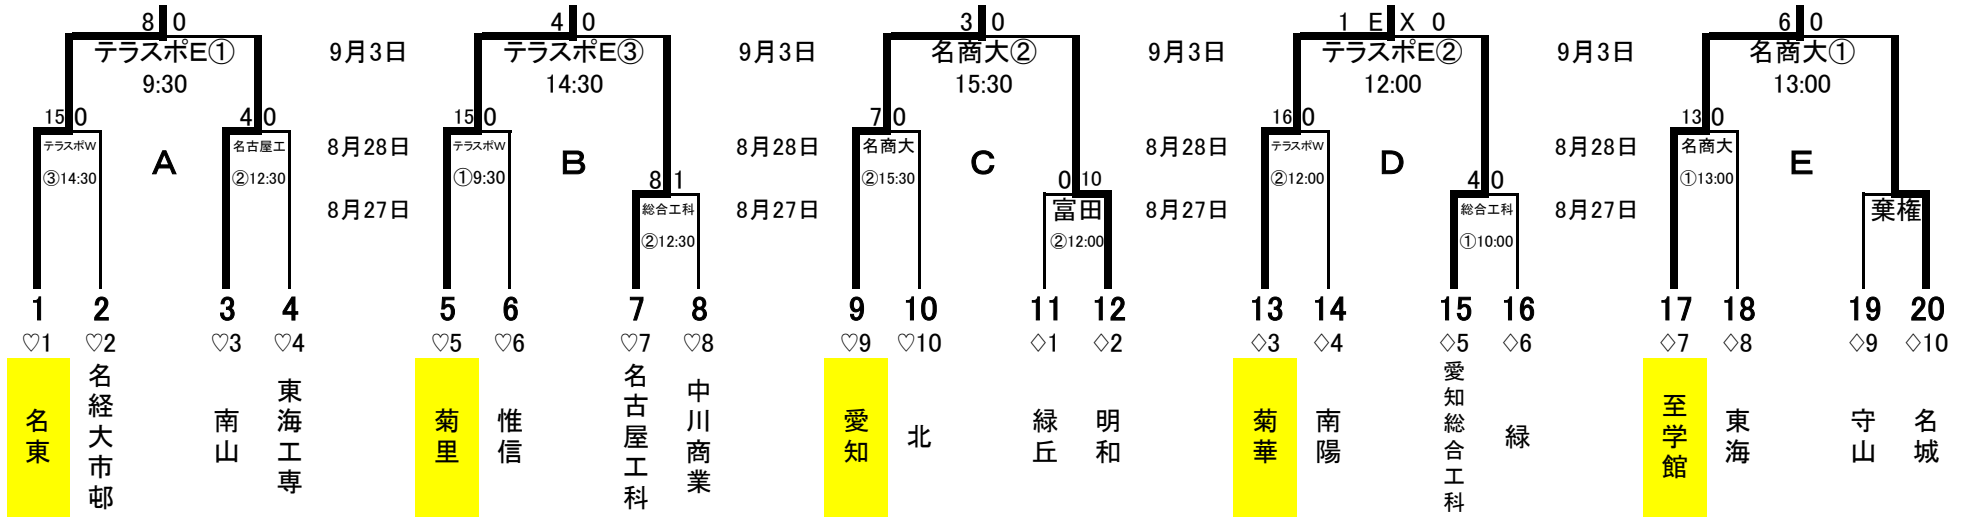 8 0
テラスポE①
9:30
15 0
テラスポW
③14:30
4 0
名古屋工
②12:30
A
1
2
3
4
♡1
♡2
♡3
♡4
名東
名経大市邨
南山
東海工専
9月3日
8月28日
8月27日
4 0
テラスポE③
14:30
15 0
テラスポW
①9:30
B
8 1
総合工科
②12:30
5
6
7
8
♡5
♡6
♡7
♡8
菊里
惟信
名古屋工科
中川商業
9月3日
8月28日
8月27日
3 0
名商大②
15:30
7 0
名商大
②15:30
C
0 10
富田
②12:00
9
10
11
12
♡9
♡10
◇1
◇2
愛知
北
緑丘
明和
9月3日
8月28日
8月27日
1 E X 0
テラスポE②
12:00
16 0
テラスポW
②12:00
D
4 0
総合工科
①10:00
13
14
15
16
◇3
◇4
◇5
◇6
菊華
南陽
愛知総合工科
緑
9月3日
8月28日
8月27日
6 0
名商大①
13:00
13 0
名商大
①13:00
E
棄権
17
18
19
20
◇7
◇8
◇9
◇10
至学館
東海
守山
名城